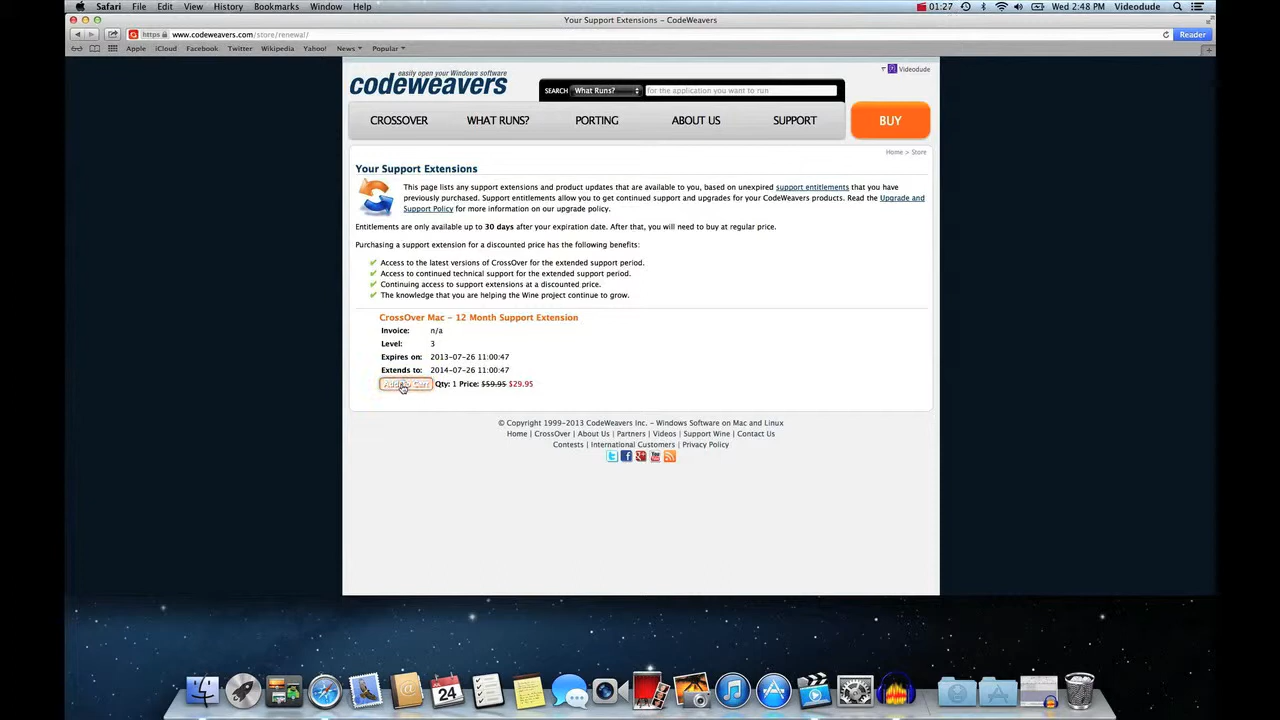 Safari File Edit View History Bookmarks Window Help 01:27 Wed 2:48 PM Videodude
Your Support Extensions – CodeWeavers
https www.codeweavers.com/store/renewal/ Reader
Apple iCloud Facebook Twitter Wikipedia Yahoo! News Popular
easily open your Windows software
codeweavers
Videodude
SEARCH What Runs? for the application you want to run
CROSSOVER WHAT RUNS? PORTING ABOUT US SUPPORT BUY
Home > Store
Your Support Extensions
This page lists any support extensions and product updates that are available to you, based on unexpired support entitlements that you have
previously purchased. Support entitlements allow you to get continued support and upgrades for your CodeWeavers products. Read the Upgrade and
Support Policy for more information on our upgrade policy.
Entitlements are only available up to 30 days after your expiration date. After that, you will need to buy at regular price.
Purchasing a support extension for a discounted price has the following benefits:
Access to the latest versions of CrossOver for the extended support period.
Access to continued technical support for the extended support period.
Continuing access to support extensions at a discounted price.
The knowledge that you are helping the Wine project continue to grow.
CrossOver Mac – 12 Month Support Extension
Invoice: n/a
Level: 3
Expires on: 2013-07-26 11:00:47
Extends to: 2014-07-26 11:00:47
Add to Cart Qty: 1 Price: $59.95 $29.95
© Copyright 1999-2013 CodeWeavers Inc. - Windows Software on Mac and Linux
Home | CrossOver | About Us | Partners | Videos | Support Wine | Contact Us
Contests | International Customers | Privacy Policy
24